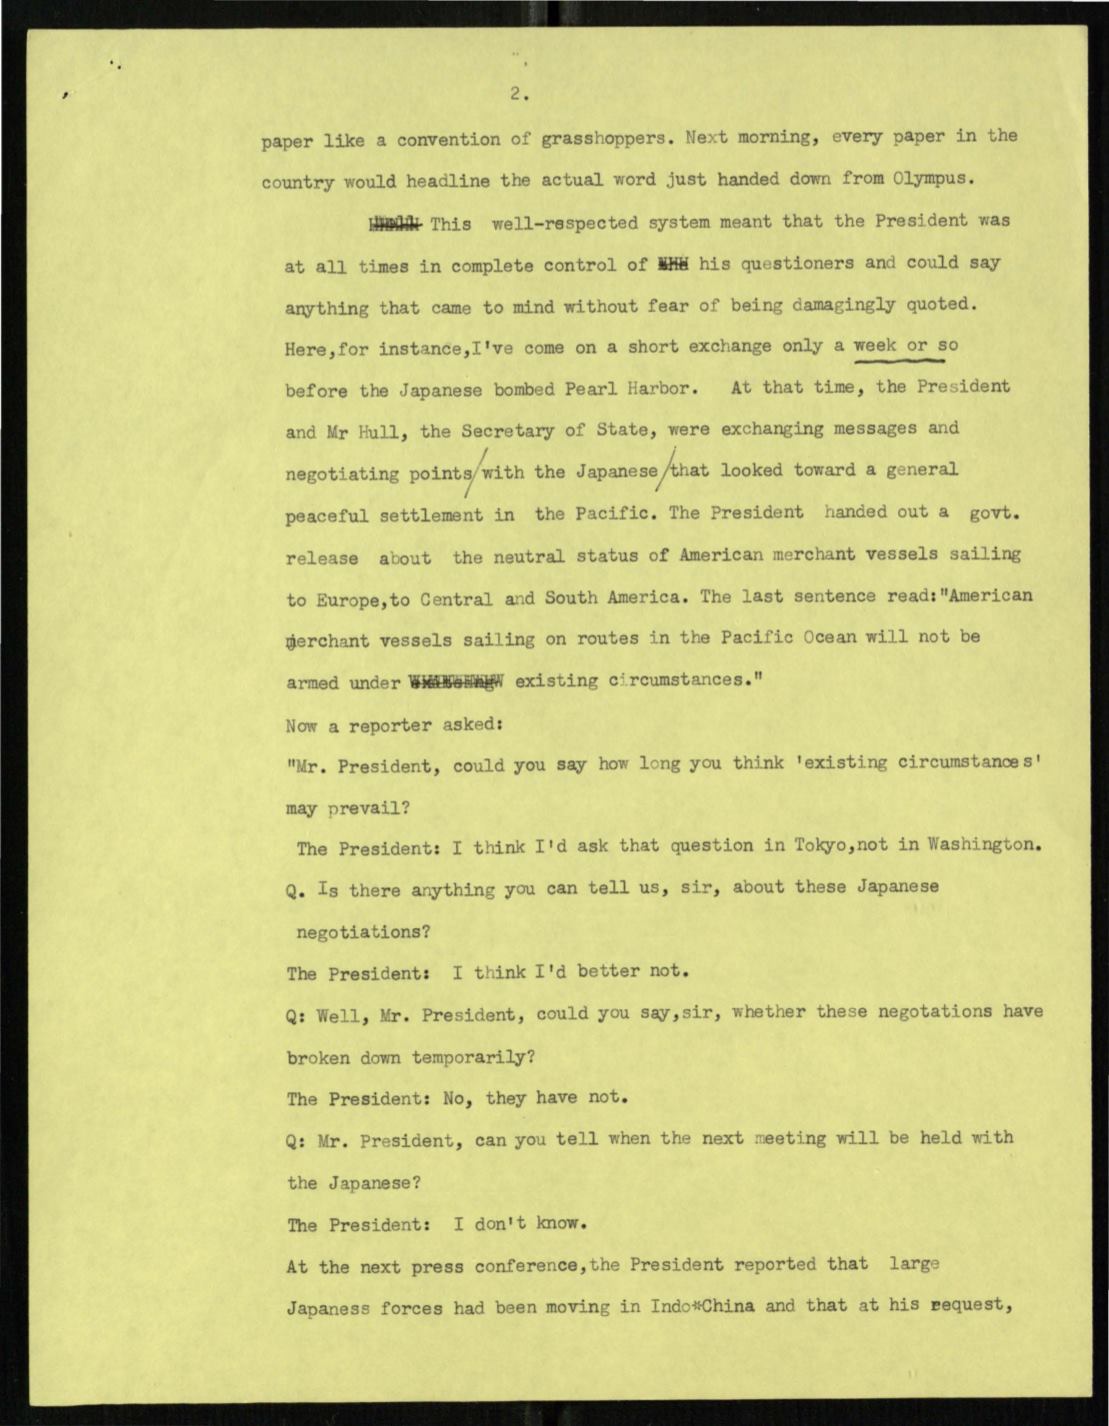 2.
paper like a convention of grasshoppers. Next morning, every paper in the
country would headline the actual word just handed down from Olympus.
This well-respected system meant that the President was
at all times in complete control of his questioners and could say
anything that came to mind without fear of being damagingly quoted.
Here,for instance,I've come on a short exchange only a week or so
before the Japanese bombed Pearl Harbor. At that time, the President
and Mr Hull, the Secretary of State, were exchanging messages and
negotiating points/with the Japanese/that looked toward a general
peaceful settlement in the Pacific. The President handed out a govt.
release about the neutral status of American merchant vessels sailing
to Europe,to Central and South America. The last sentence read:"American
merchant vessels sailing on routes in the Pacific Ocean will not be
armed under existing circumstances."
Now a reporter asked:
"Mr. President, could you say how long you think 'existing circumstances'
may prevail?
The President: I think I'd ask that question in Tokyo,not in Washington.
Q. Is there anything you can tell us, sir, about these Japanese
negotiations?
The President: I think I'd better not.
Q: Well, Mr. President, could you say,sir, whether these negotations have
broken down temporarily?
The President: No, they have not.
Q: Mr. President, can you tell when the next meeting will be held with
the Japanese?
The President: I don't know.
At the next press conference,the President reported that large
Japaness forces had been moving in Indo*China and that at his request,